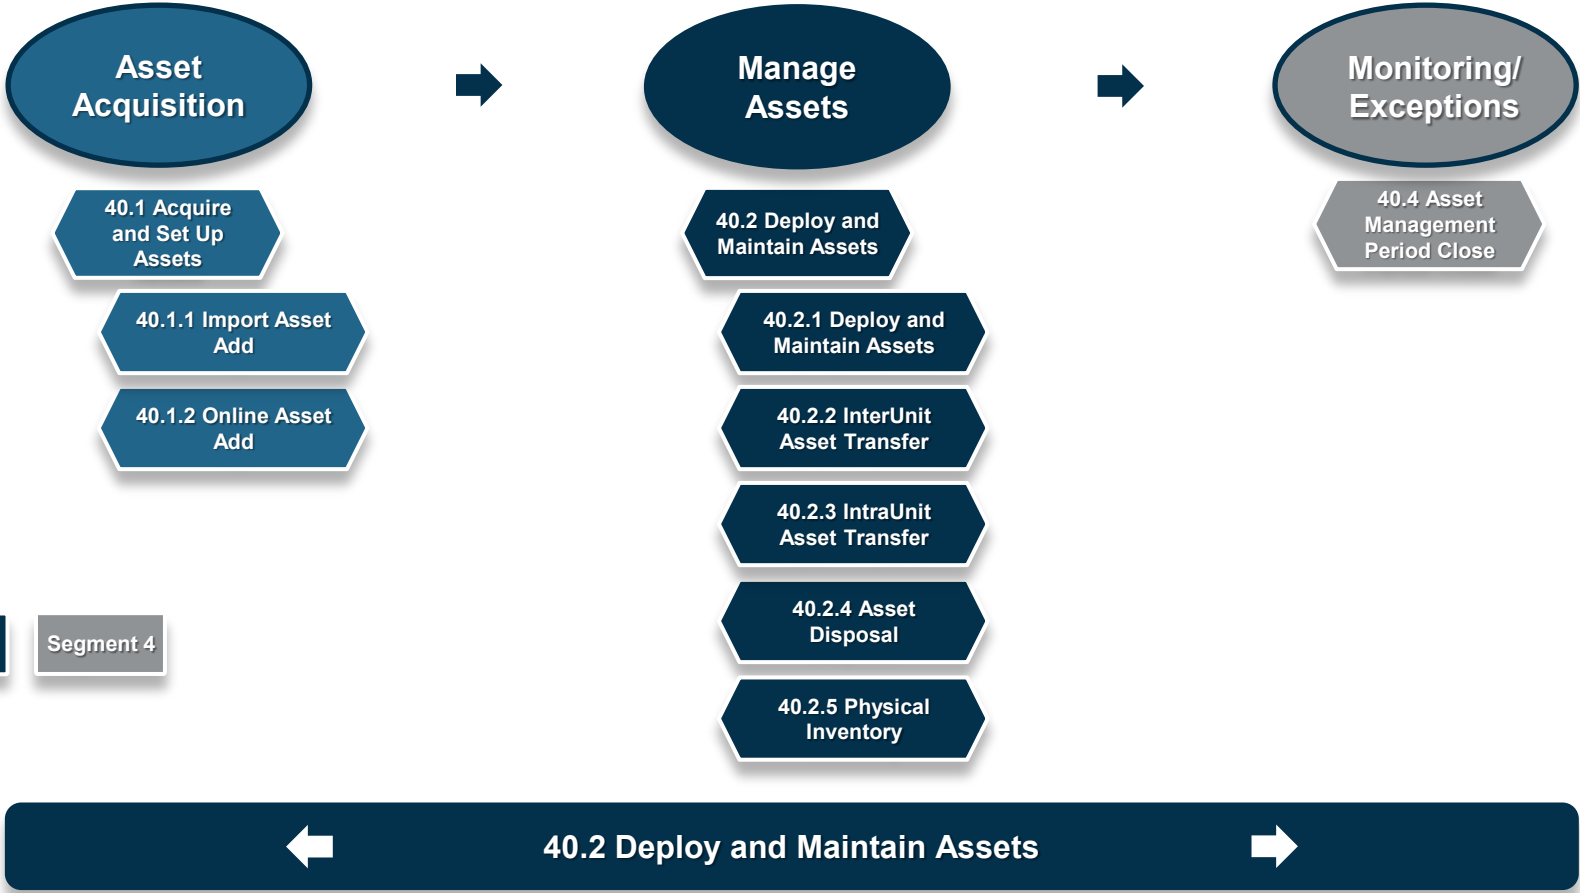 Asset
Acquisition
Manage
Assets
Monitoring/
Exceptions
40.1 Acquire
and Set Up
Assets
40.1.1 Import Asset
Add
40.1.2 Online Asset
Add
40.2 Deploy and
Maintain Assets
40.2.1 Deploy and
Maintain Assets
40.2.2 InterUnit
Asset Transfer
40.2.3 IntraUnit
Asset Transfer
40.2.4 Asset
Disposal
40.2.5 Physical
Inventory
40.4 Asset
Management
Period Close
Segment 4
40.2 Deploy and Maintain Assets